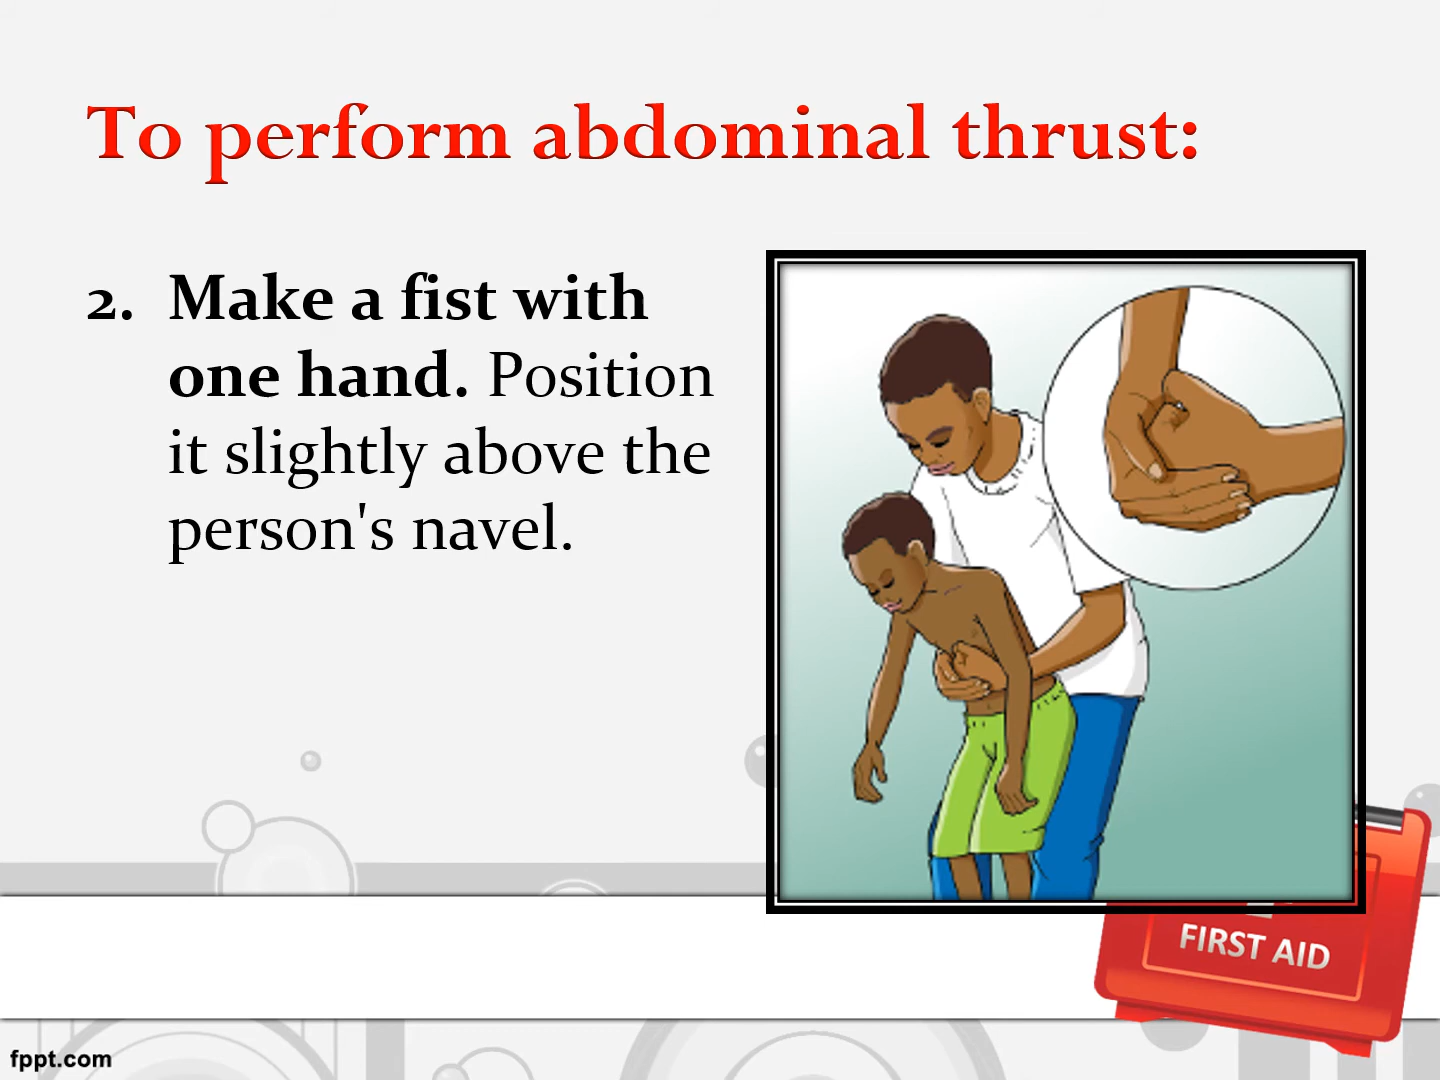 To perform abdominal thrust:
2. Make a fist with
one hand. Position
it slightly above the
person's navel.
FIRST AID
fppt.com